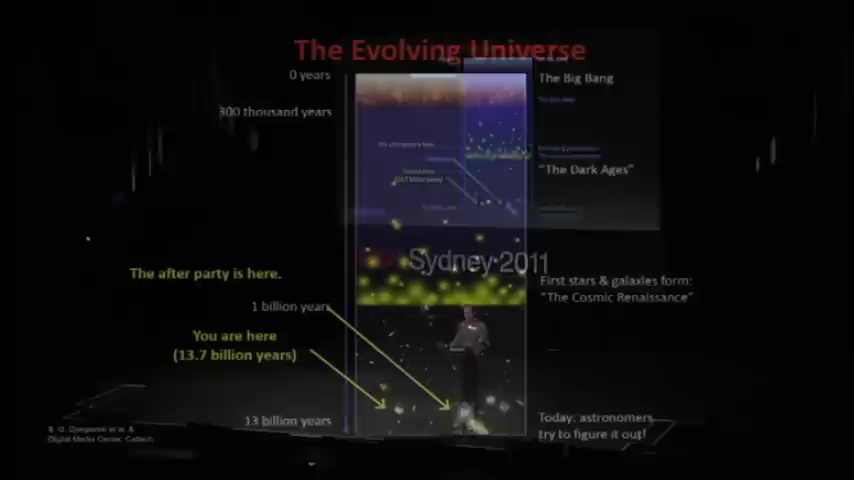 The Evolving Universe
0 years
The Big Bang
300 thousand years
"The Dark Ages"
Sydney 2011
The after party is here.
First stars & galaxies form:
"The Cosmic Renaissance"
1 billion years
You are here
(13.7 billion years)
13 billion years
Today: astronomers
try to figure it out!
S. G. Djorgovski et al. &
Digital Media Center, Caltech